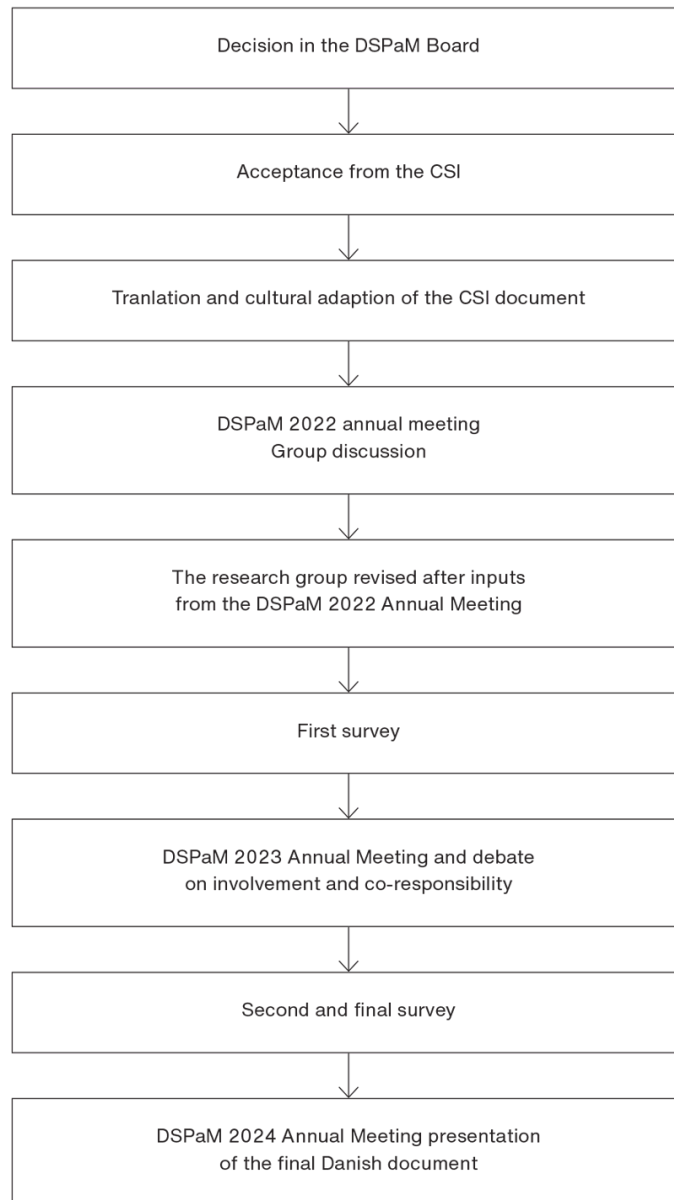 Decision in the DSPaM Board
Acceptance from the CSI
Tranlation and cultural adaption of the CSI document
DSPaM 2022 annual meeting
Group discussion
The research group revised after inputs
from the DSPaM 2022 Annual Meeting
First survey
DSPaM 2023 Annual Meeting and debate
on involvement and co-responsibility
Second and final survey
DSPaM 2024 Annual Meeting presentation
of the final Danish document